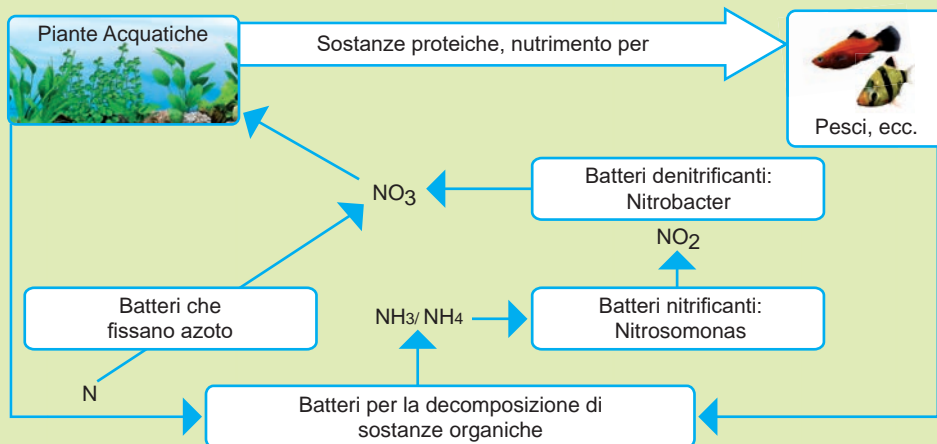 Piante Acquatiche
Sostanze proteiche, nutrimento per
Pesci, ecc.
NO3
Batteri denitrificanti:
Nitrobacter
NO2
Batteri che
fissano azoto
NH3/ NH4
Batteri nitrificanti:
Nitrosomonas
N
Batteri per la decomposizione di
sostanze organiche